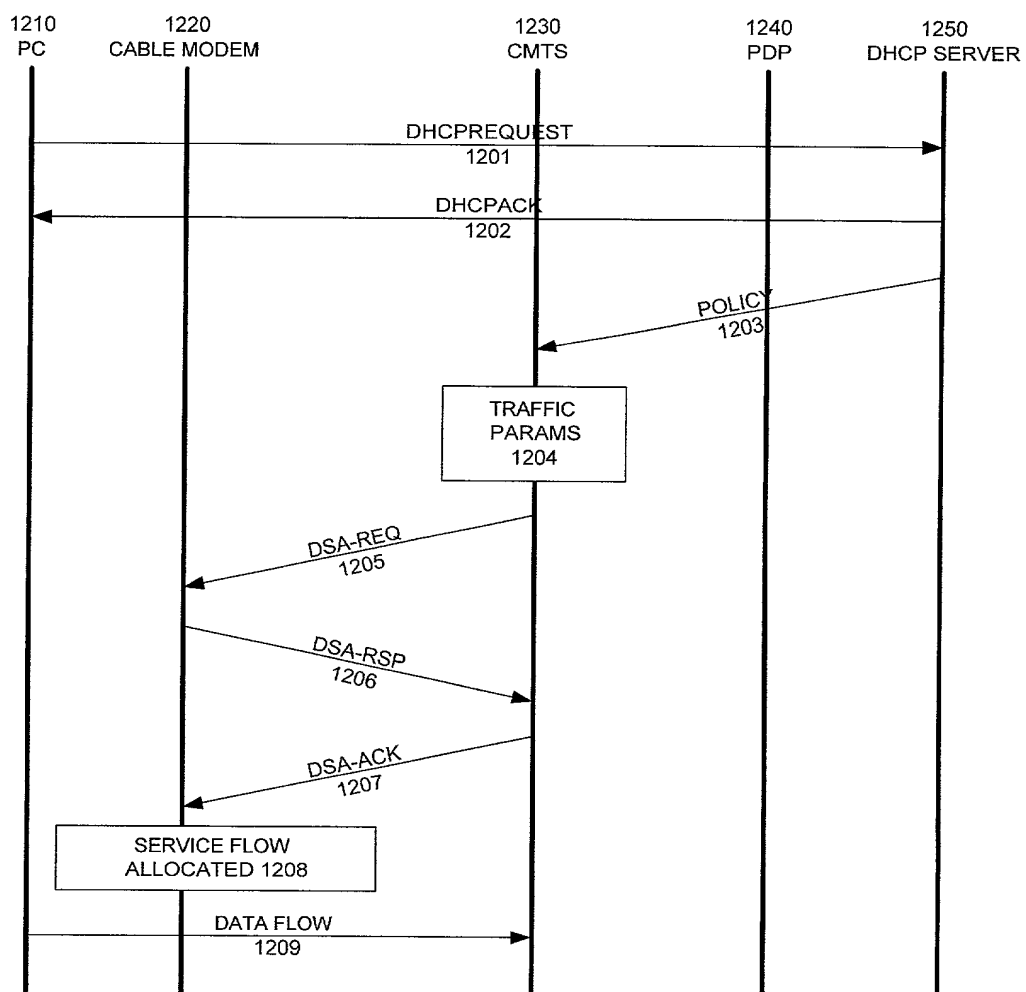 1210
PC
1220
CABLE MODEM
1230
CMTS
1240
PDP
1250
DHCP SERVER
DHCPREQUEST
1201
DHCPACK
1202
POLICY
1203
TRAFFIC
PARAMS
1204
DSA-REQ
1205
DSA-RSP
1206
DSA-ACK
1207
SERVICE FLOW
ALLOCATED 1208
DATA FLOW
1209